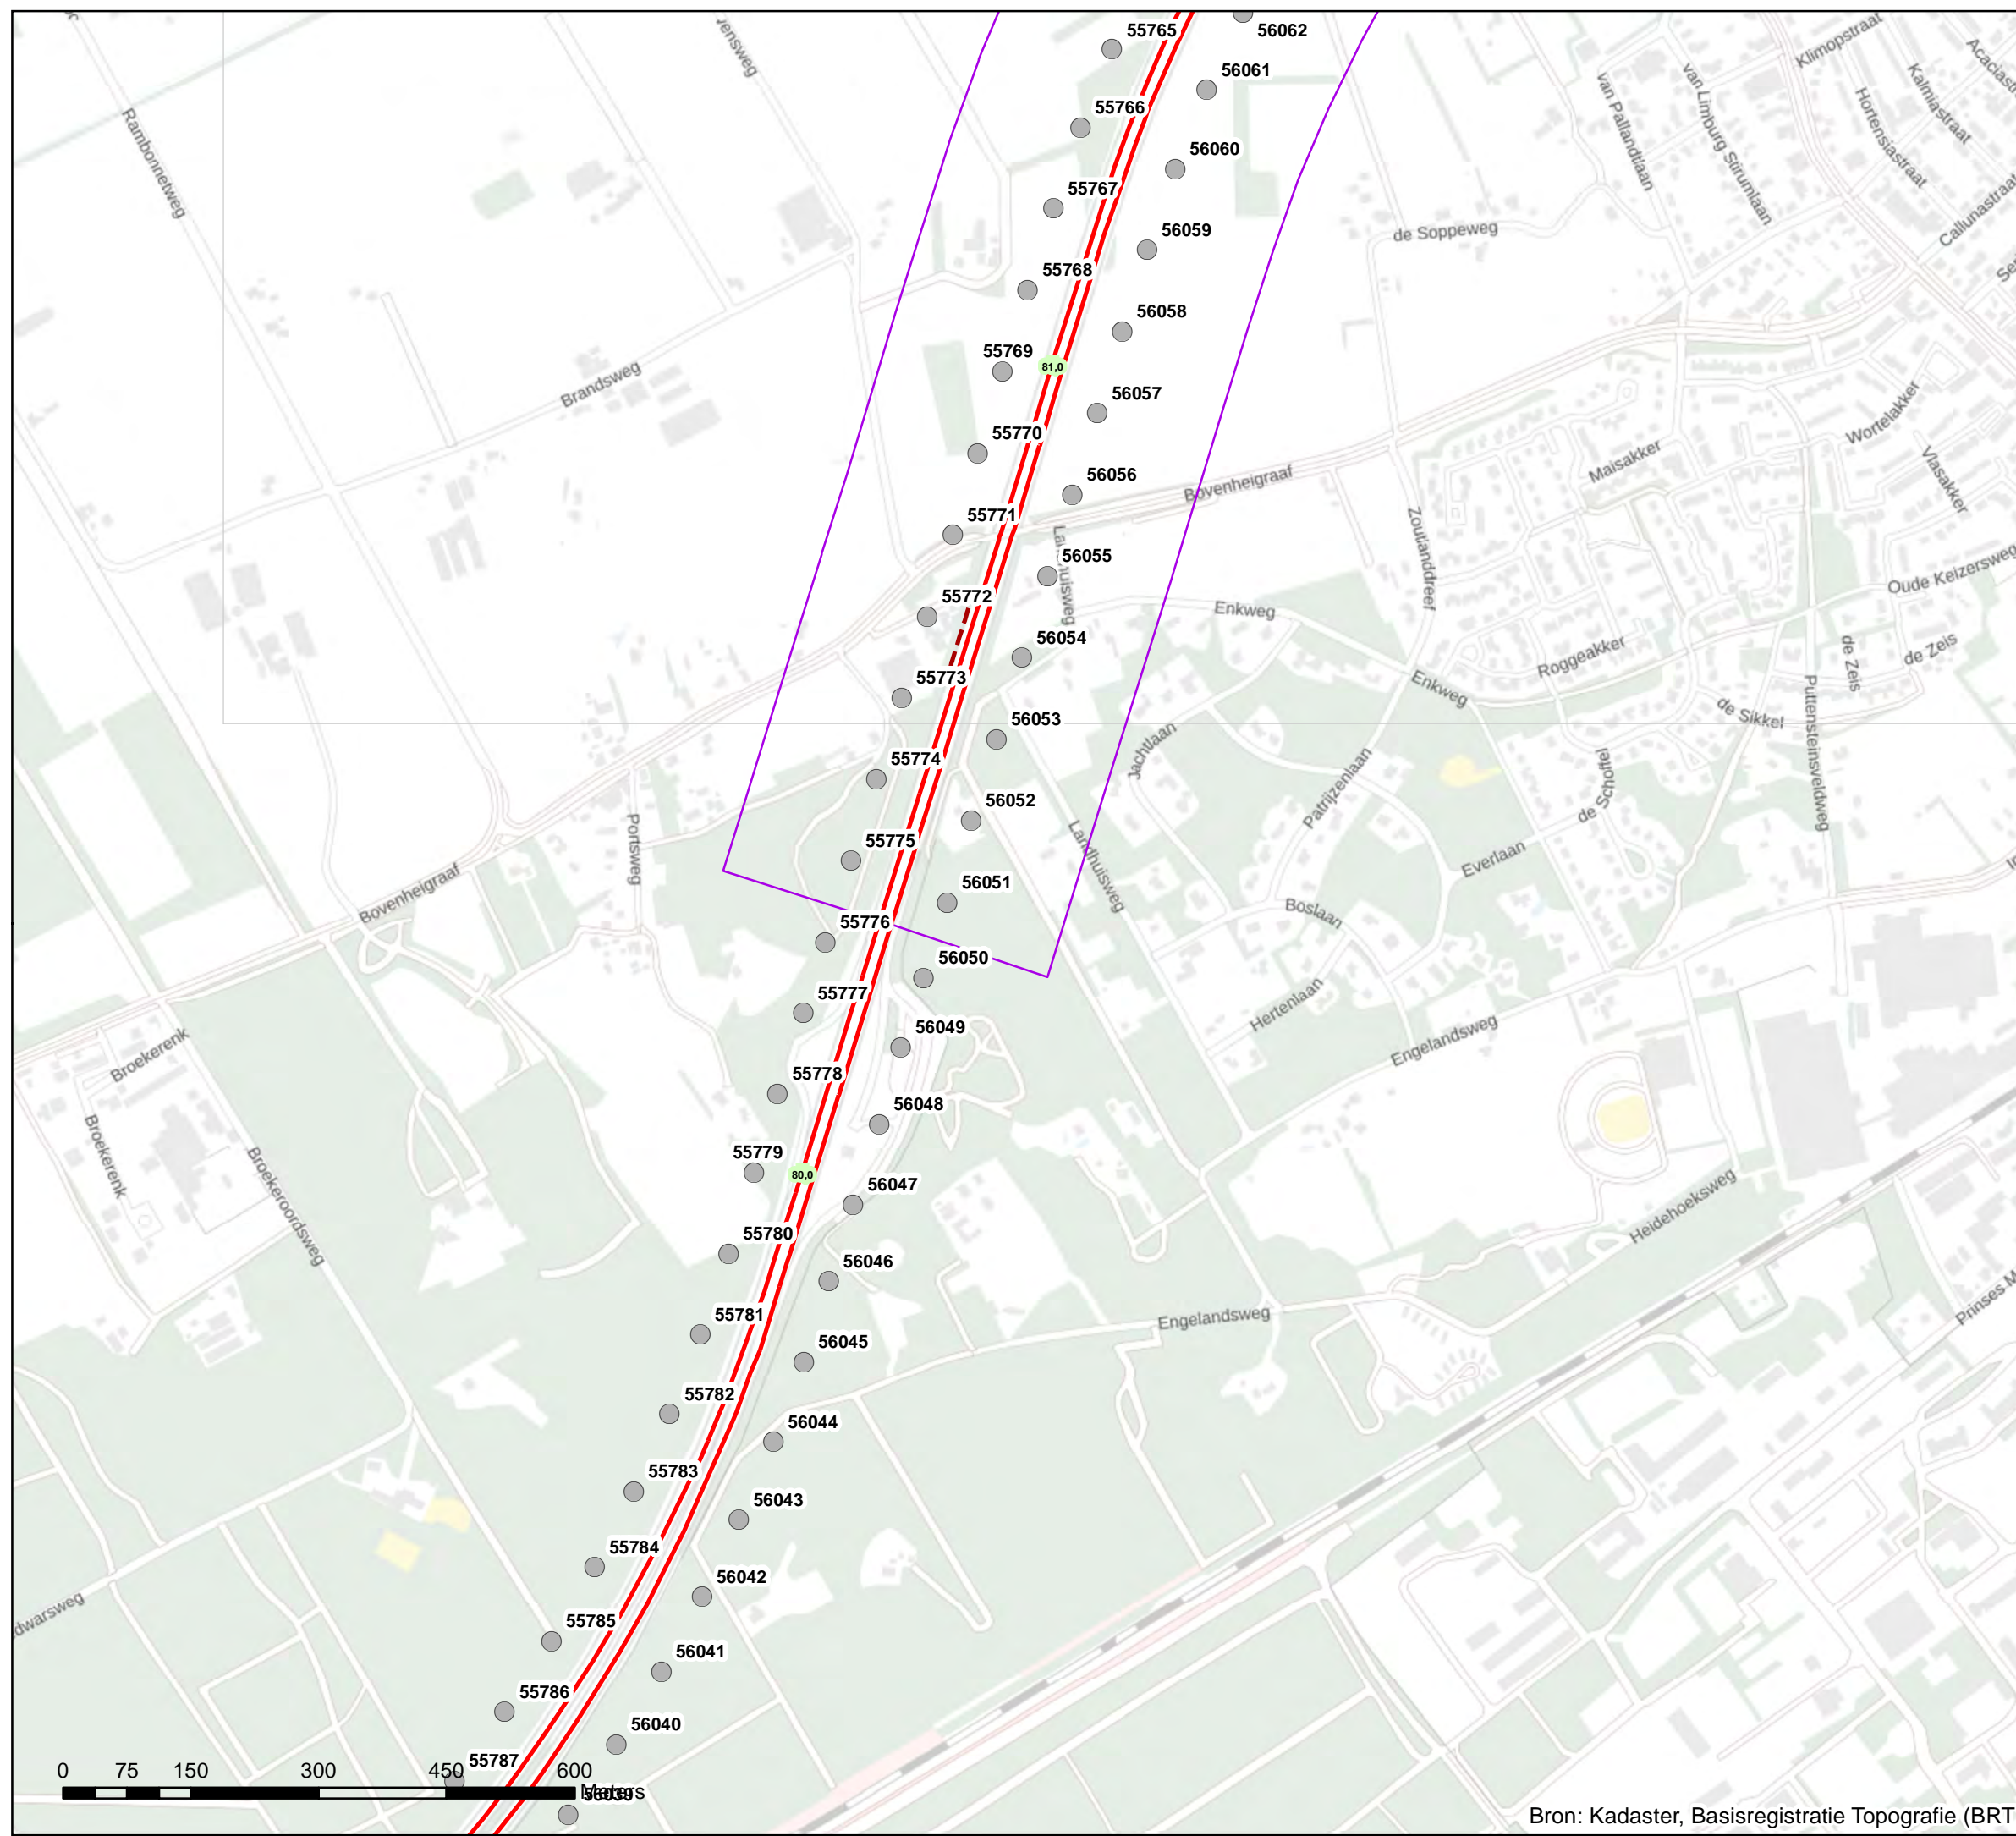 55765
56062
Klimopstraat
Rambonnetweg
56061
van Pallandtlaan
van Limburg Stirumlaan
Hortensiastraat
Kalmiastraat
55766
56060
55767
Callunastraat
56059
de Soppeweg
55768
56058
55769
81,0
Brandsweg
56057
55770
Wortelakker
Maisakker
Vlasakker
56056
Bovenheigraaf
55771
Zoutlanddreef
56055
Landhuisweg
Oude Keizersweg
55772
Enkweg
56054
Roggeakker
de Zeis
de Zeis
55773
Enkweg
de Sikkel
Puttensteinsveldweg
56053
55774
Jachtlaan
Patrijzenlaan
de Schoffel
56052
Portsweg
55775
Landhuisweg
Everlaan
56051
Bovenheigraaf
Boslaan
55776
56050
55777
Hertenlaan
56049
Engelandsweg
Broekerenk
55778
56048
Broekerenk
Broekeroordsweg
55779
80,0
56047
Heidehoeksweg
55780
56046
55781
Engelandsweg
56045
55782
56044
55783
56043
55784
56042
55785
56041
55786
56040
55787
0 75 150 300 450 600
Meters
56039
Bron: Kadaster, Basisregistratie Topografie (BRT